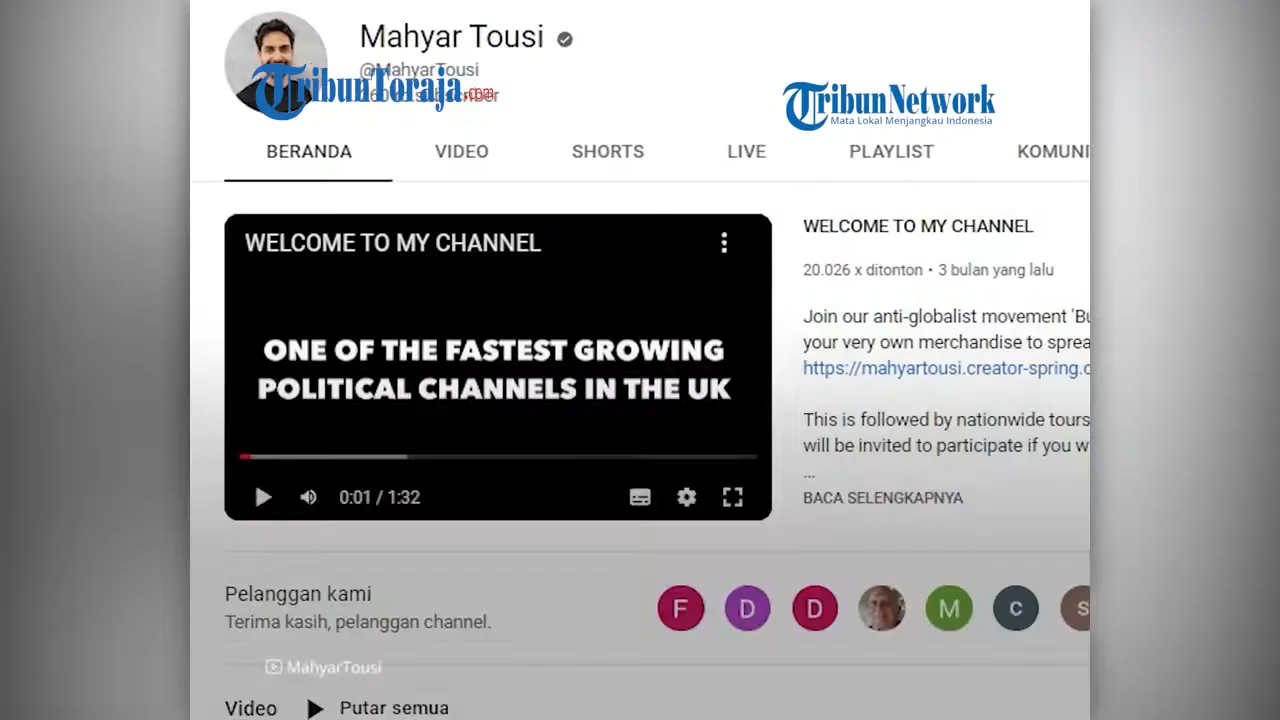 Mahyar Tousi
@MahyarTousi
TribunToraja.com
TribunNetwork
Mata Lokal Menjangkau Indonesia
BERANDA VIDEO SHORTS LIVE PLAYLIST KOMUNI
WELCOME TO MY CHANNEL
ONE OF THE FASTEST GROWING
POLITICAL CHANNELS IN THE UK
0:01 / 1:32
WELCOME TO MY CHANNEL
20.026 x ditonton • 3 bulan yang lalu
Join our anti-globalist movement 'Bu
your very own merchandise to sprea
https://mahyartousi.creator-spring.c
This is followed by nationwide tours
will be invited to participate if you w
...
BACA SELENGKAPNYA
Pelanggan kami
Terima kasih, pelanggan channel.
F D D M C S
MahyarTousi
Video Putar semua